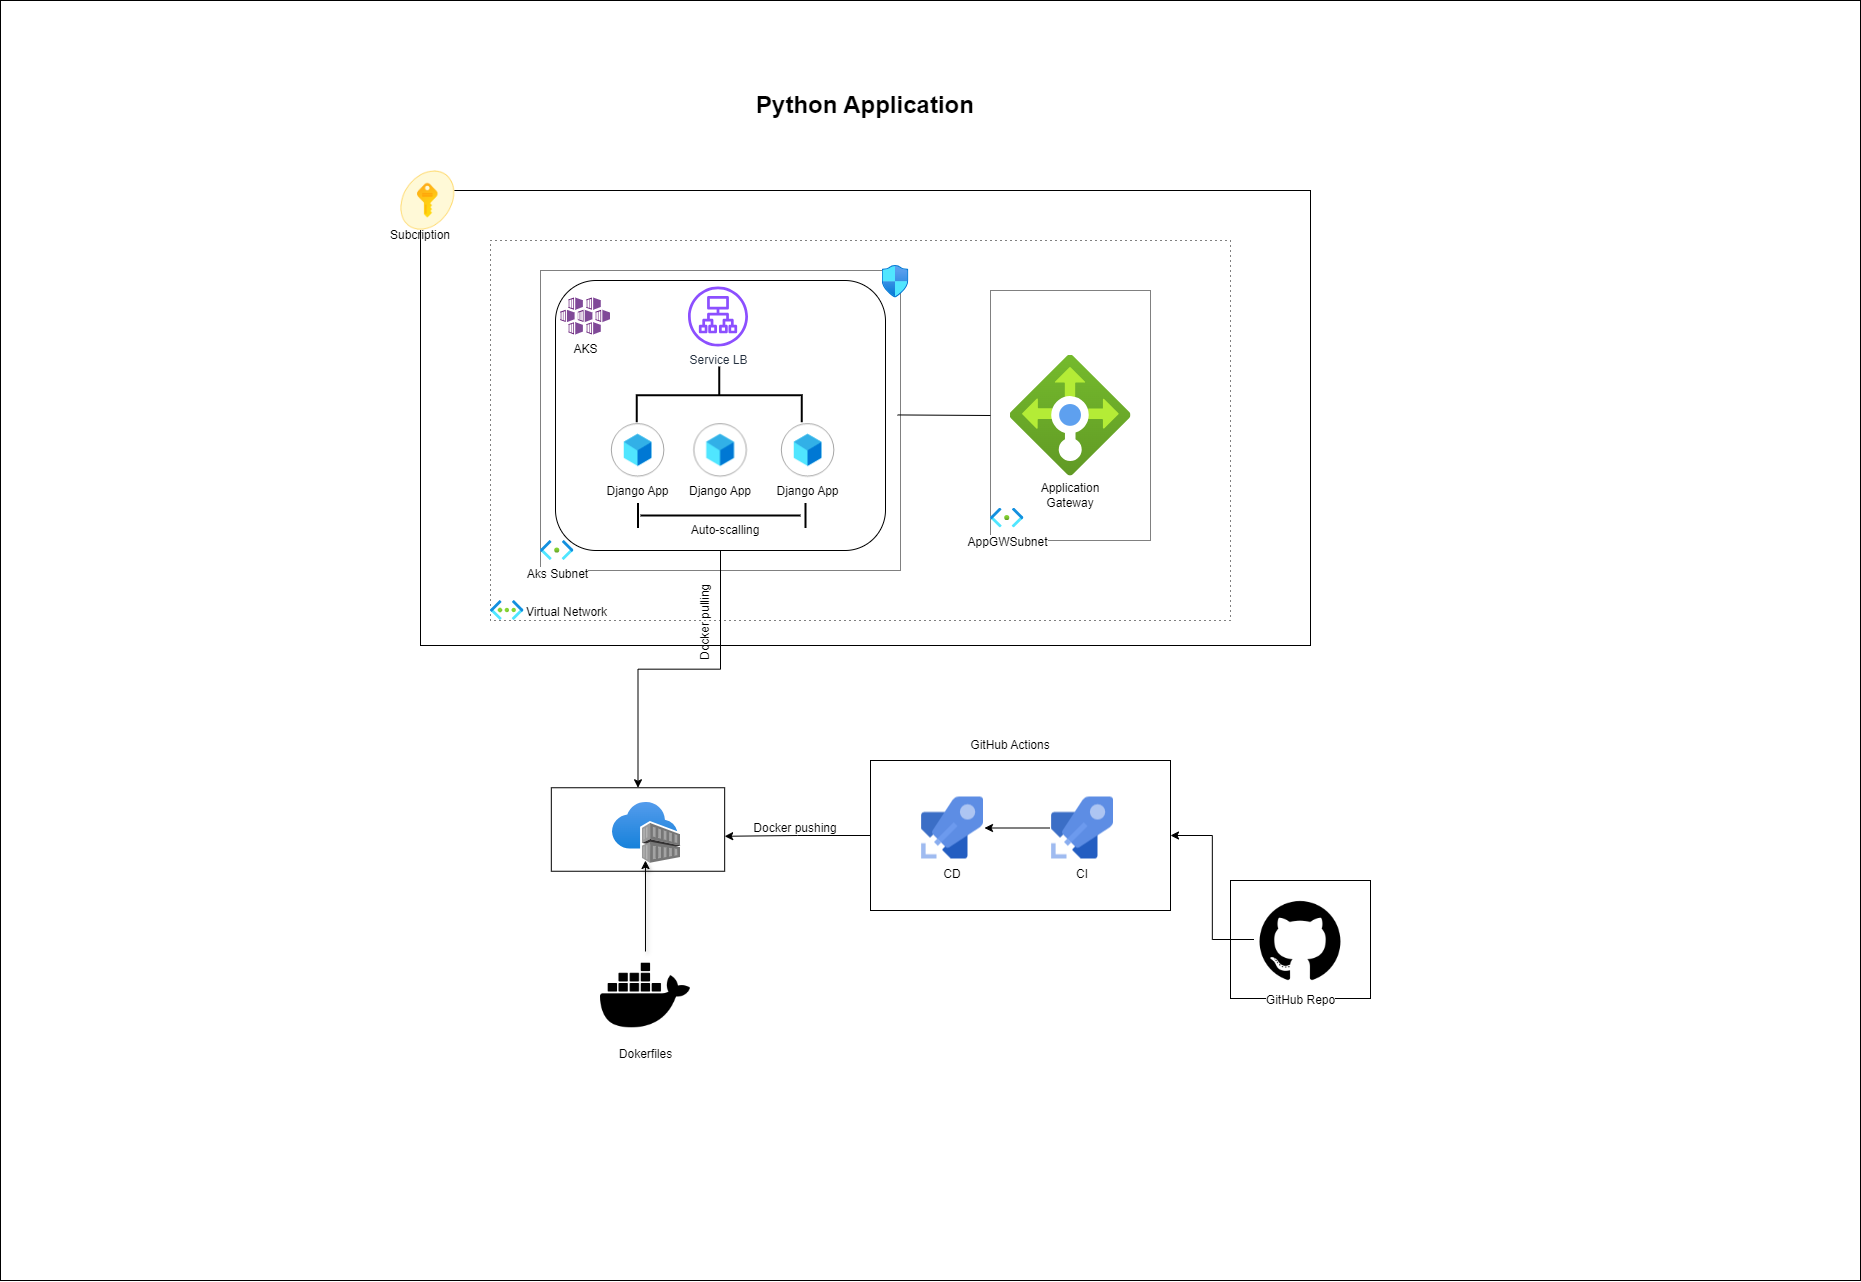 Python Application
Subcription
AKS
Service LB
Django App
Django App
Django App
Auto-scalling
Application
Gateway
AppGWSubnet
Aks Subnet
Virtual Network
Docker pulling
GitHub Actions
Docker pushing
CD
CI
GitHub Repo
Dokerfiles